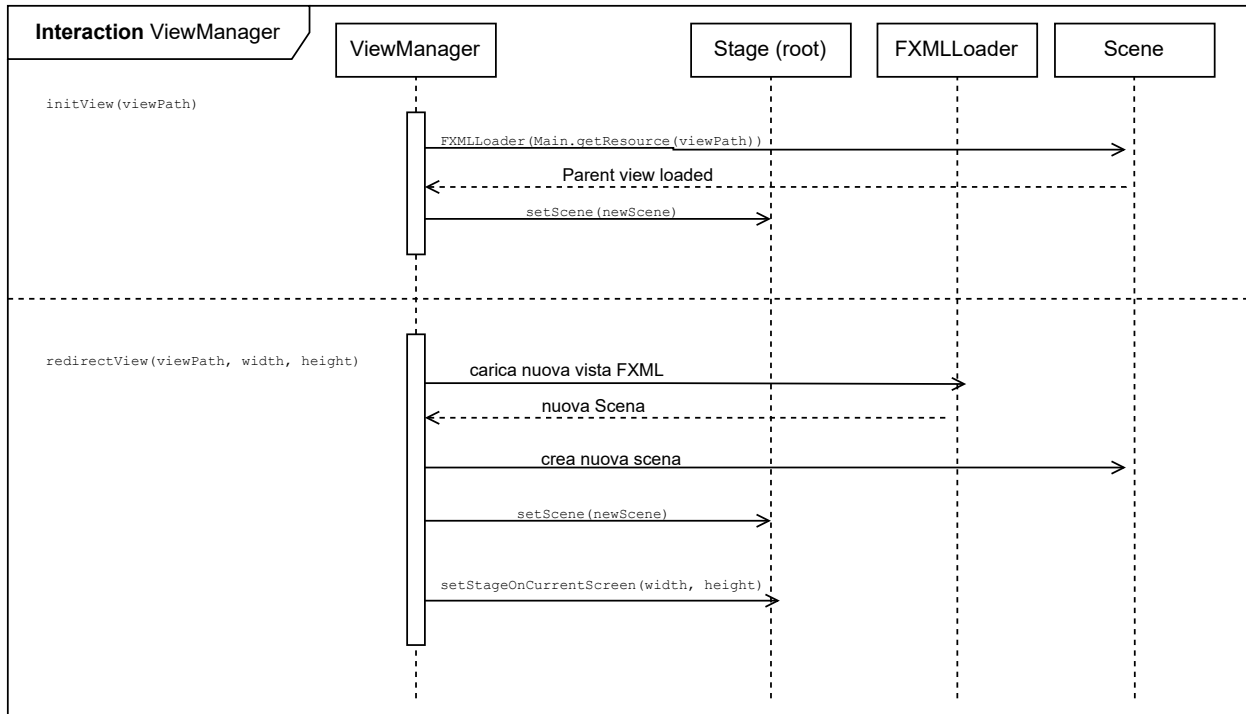 Interaction ViewManager
ViewManager
Stage (root)
FXMLLoader
Scene
initView(viewPath)
FXMLLoader(Main.getResource(viewPath))
Parent view loaded
setScene(newScene)
redirectView(viewPath, width, height)
carica nuova vista FXML
nuova Scena
crea nuova scena
setScene(newScene)
setStageOnCurrentScreen(width, height)